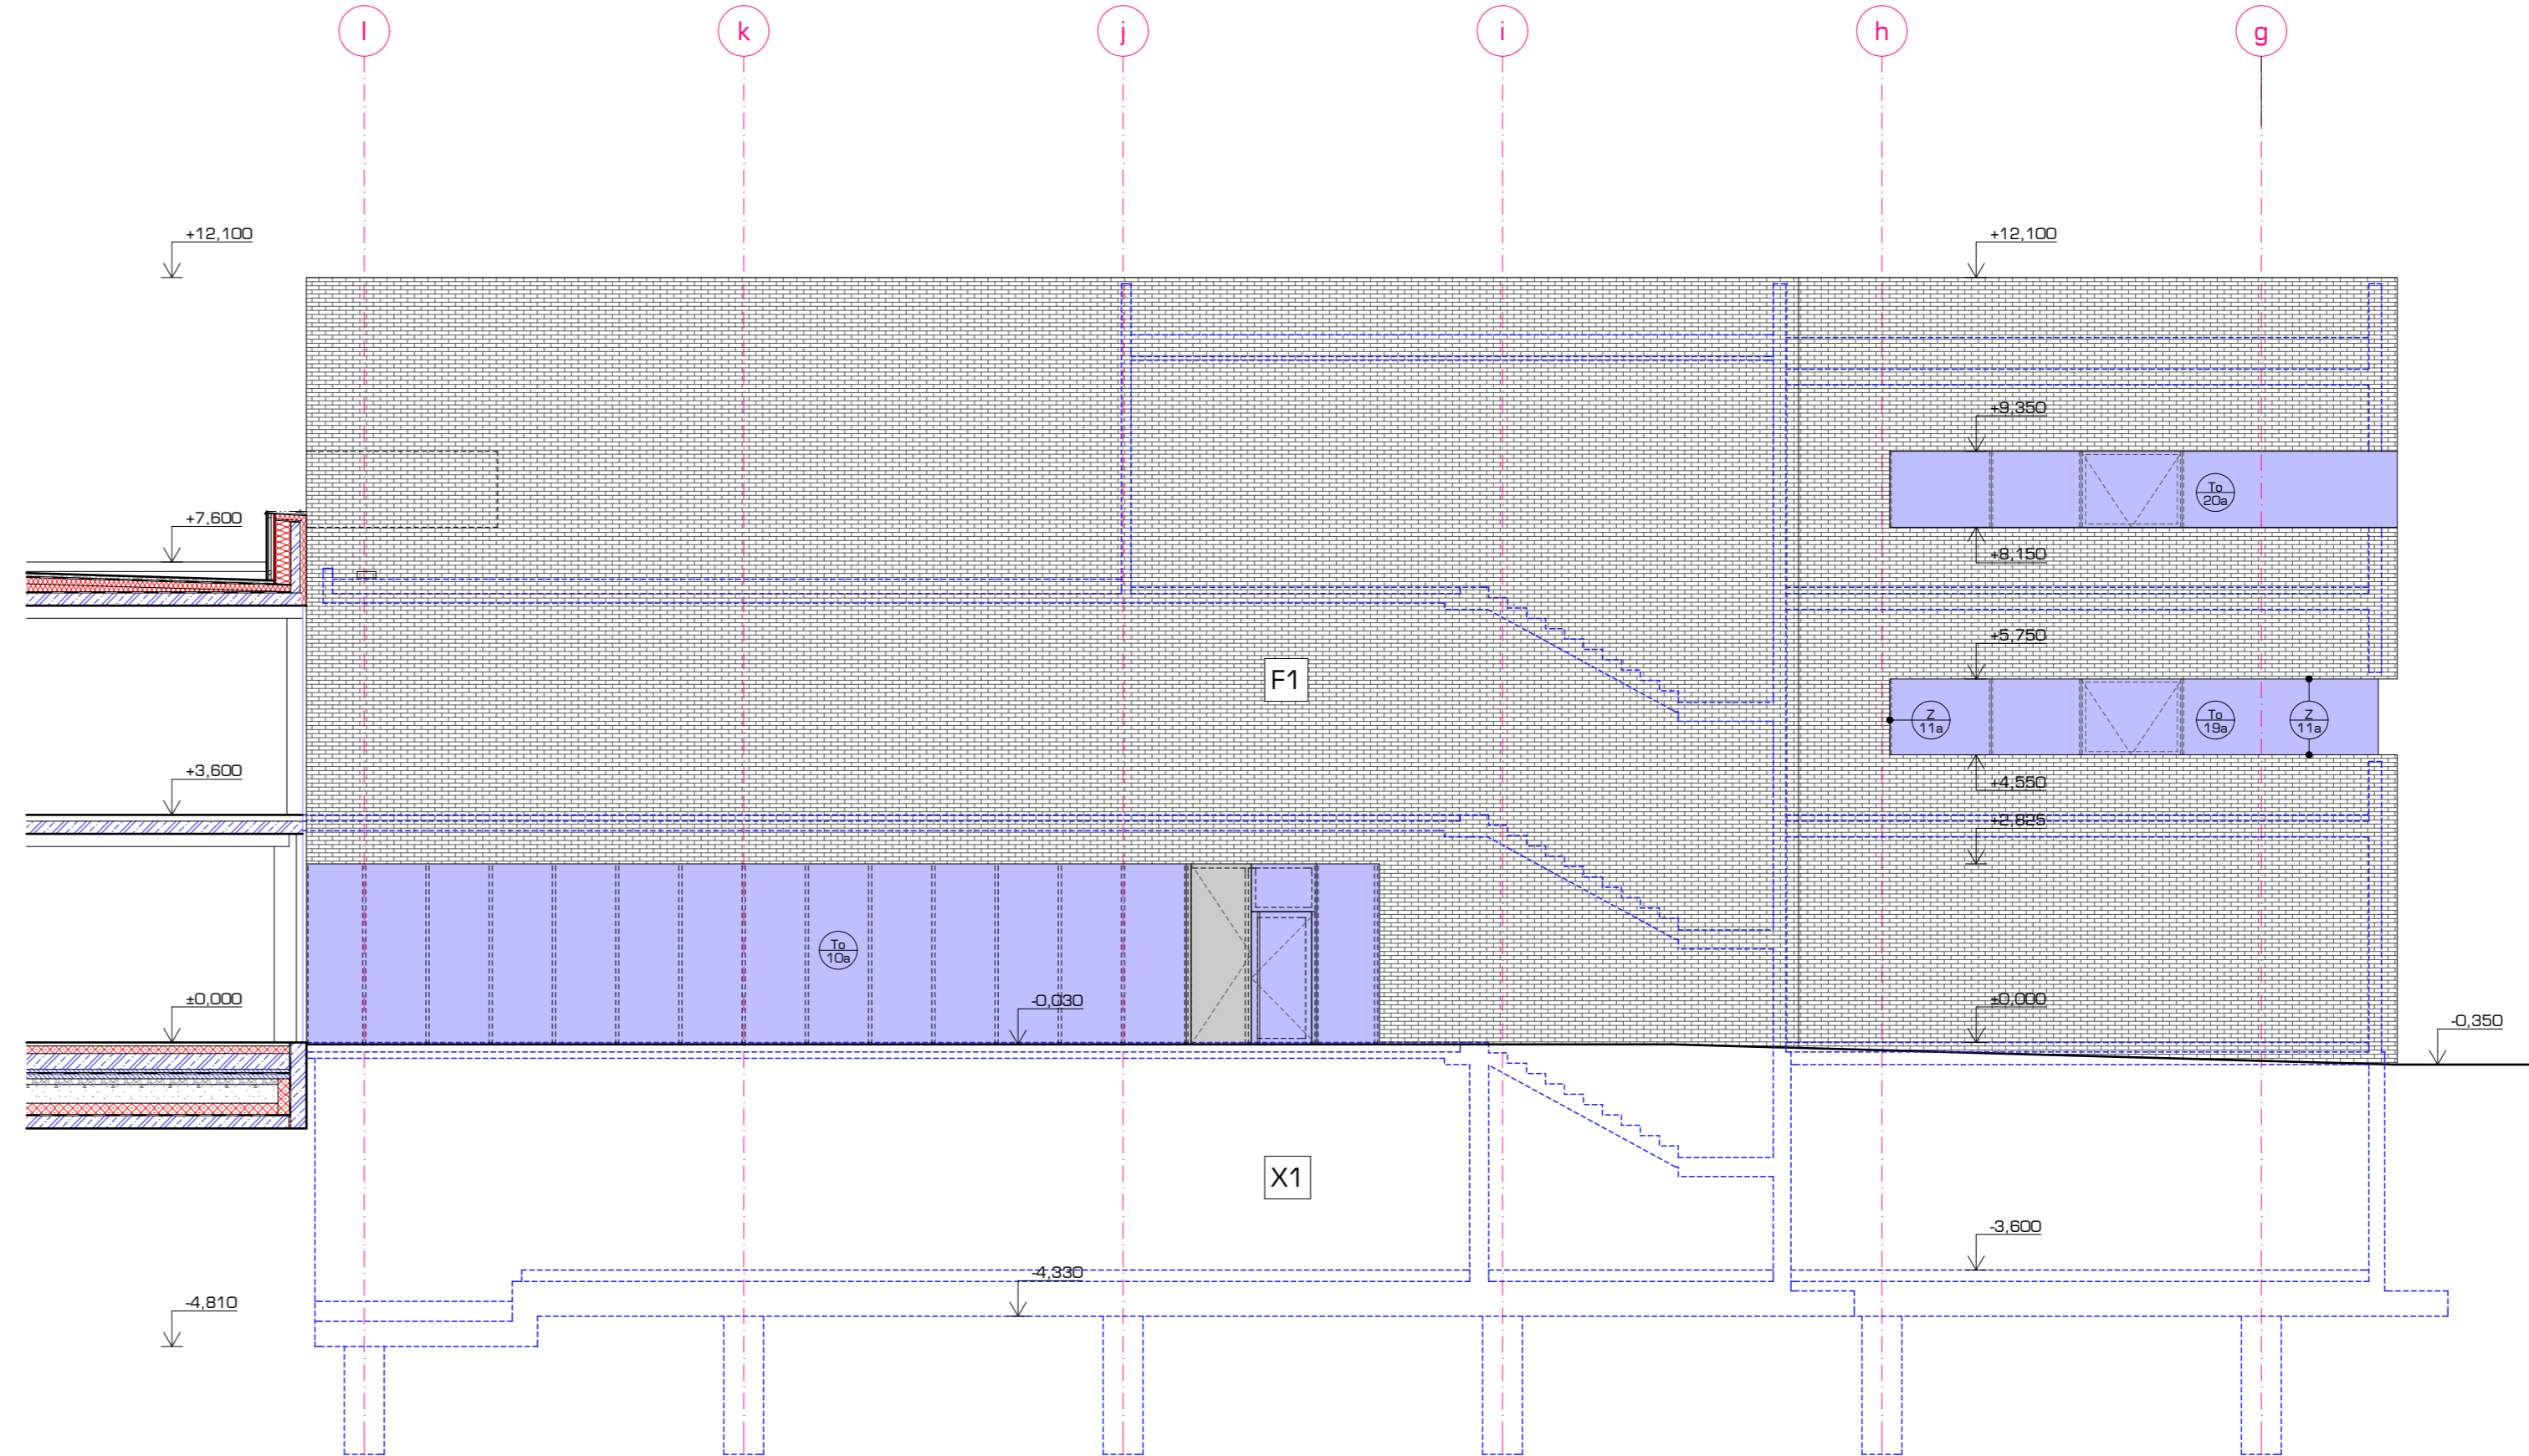 l
k
j
i
h
g
+12,100
+12,100
+9,350
To
20a
+7,600
+8,150
+5,750
F1
Z
11a
To
19a
Z
11a
+3,600
+4,550
+2,825
To
10a
±0,000
-0,030
±0,000
-0,350
X1
-3,600
-4,330
-4,810